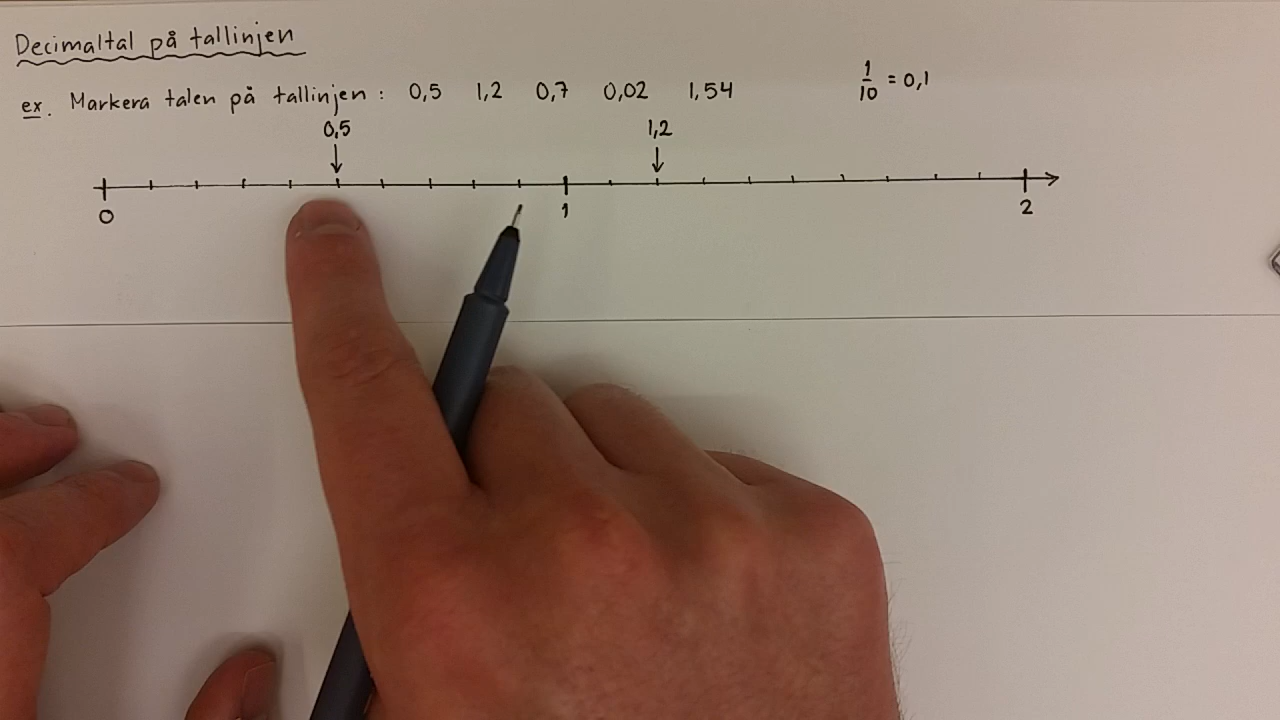 Decimaltal på tallinjen
ex. Markera talen på tallinjen : 0,5 1,2 0,7 0,02 1,54
1/10 = 0,1
0,5 1,2
0 1 2